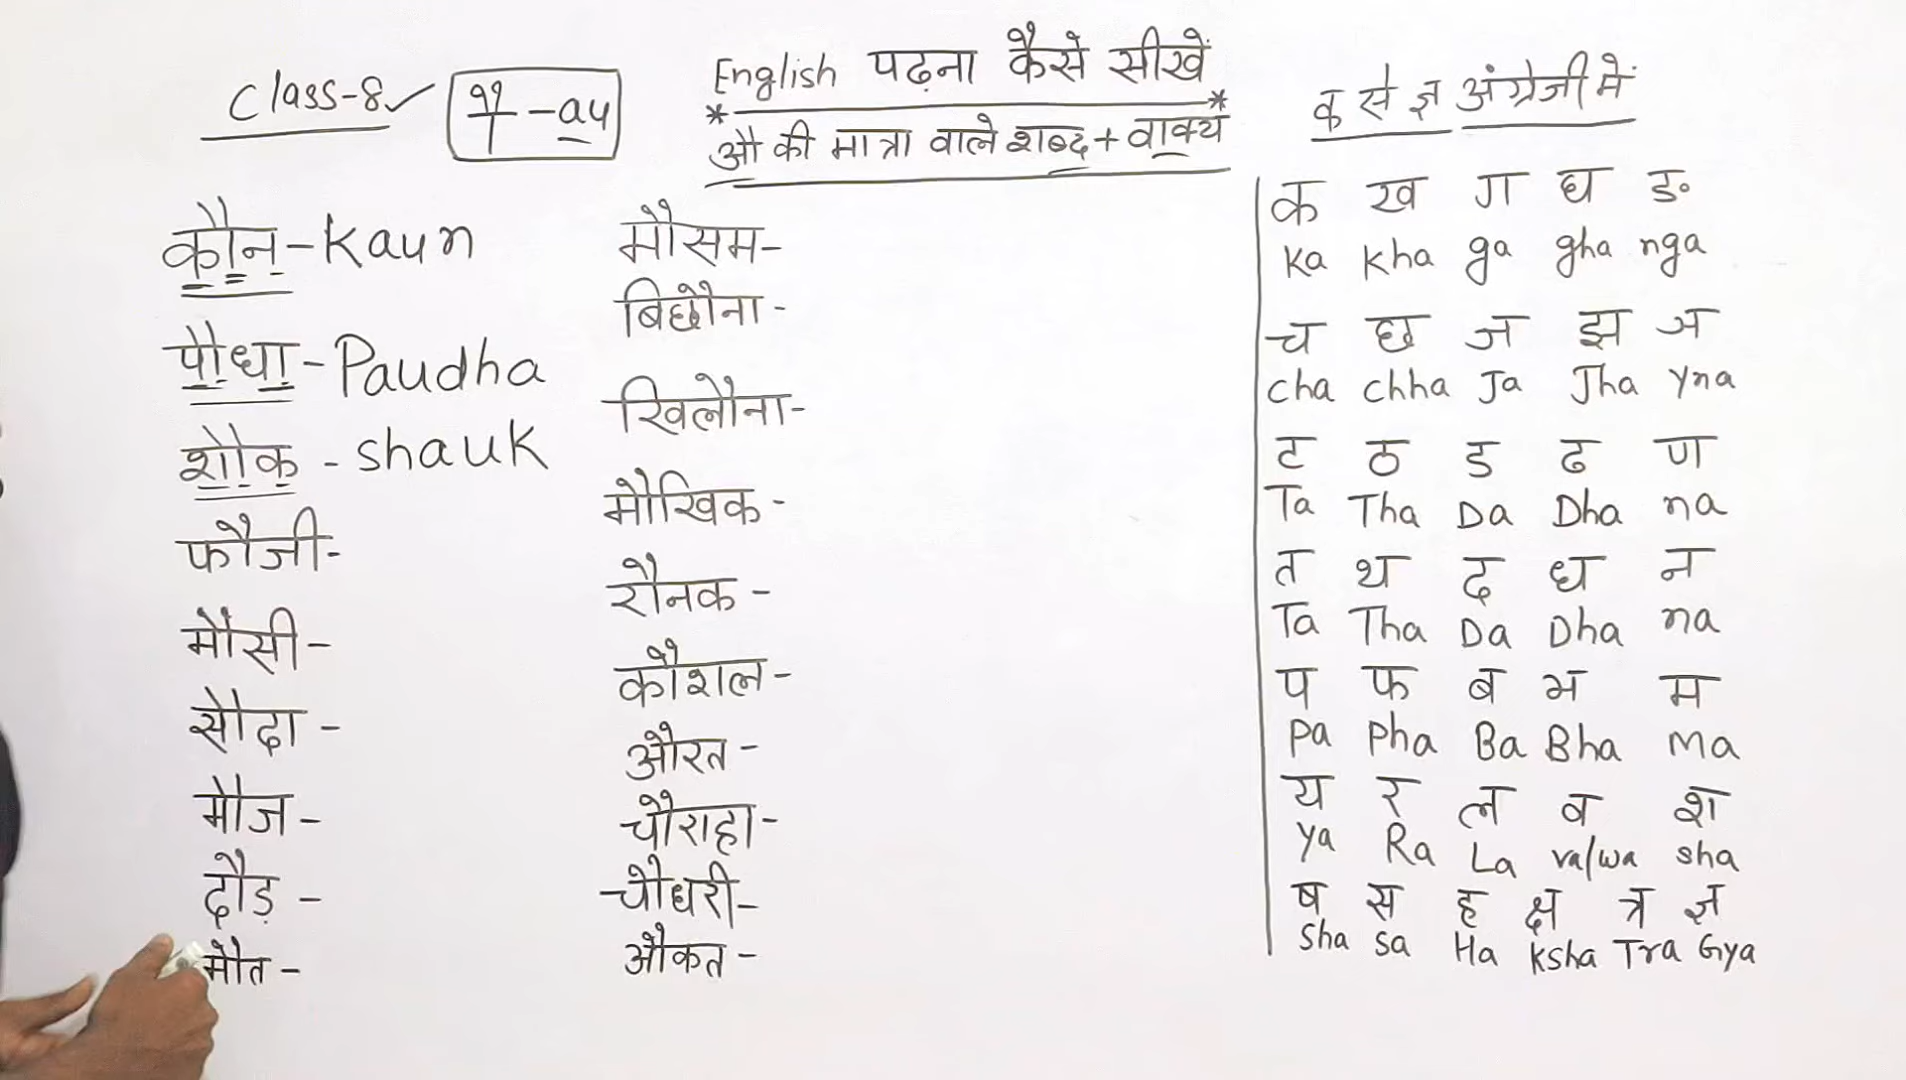 Class-8 ✓
ौ - au
English पढ़ना कैसे सीखें
* *
औ की मात्रा वाले शब्द + वाक्य
क से ज्ञ अंग्रेजी में
कौन - Kaun
पौधा - Paudha
शौक - shauk
फौजी -
मौसी -
सौदा -
मौज -
दौड़ -
मौत -
मौसम -
बिछौना -
खिलौना -
मौखिक -
रौनक -
कौशल -
औरत -
चौराहा -
चौधरी -
औकत -
क ख ग घ ङ
Ka Kha ga gha nga
च छ ज झ ञ
cha chha Ja Jha Yna
ट ठ ड ढ ण
Ta Tha Da Dha na
त थ द ध न
Ta Tha Da Dha na
प फ ब भ म
Pa Pha Ba Bha Ma
य र ल व श
Ya Ra La va/wa sha
ष स ह क्ष त्र ज्ञ
sha sa Ha Ksha Tra Gya